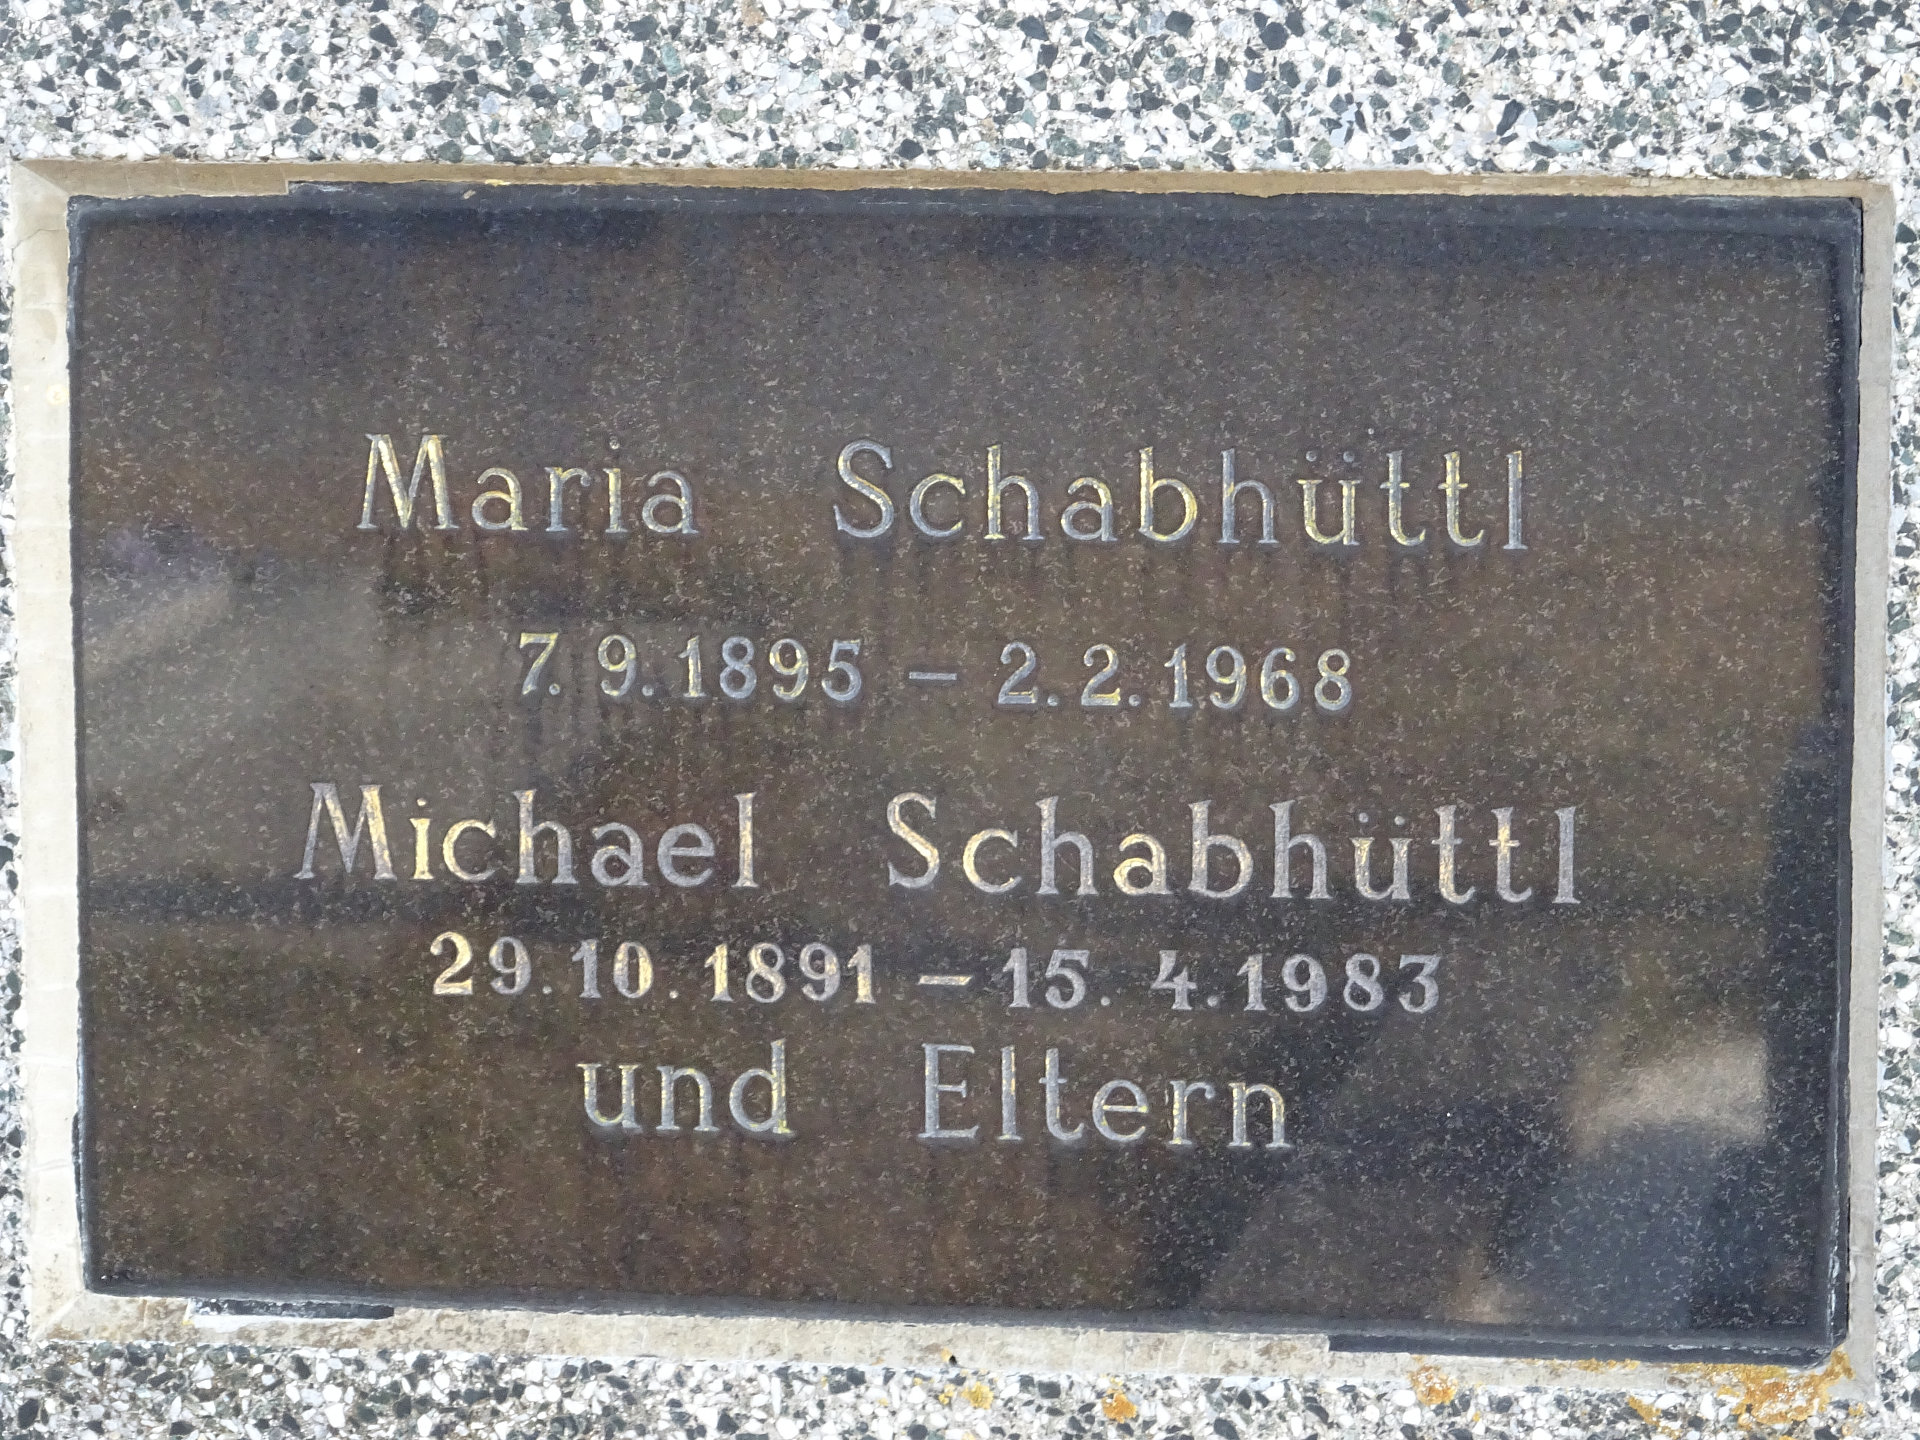 Maria Schabhüttl
7. 9. 1895 – 2. 2. 1968
Michael Schabhüttl
29. 10. 1891 – 15. 4. 1983
und Eltern